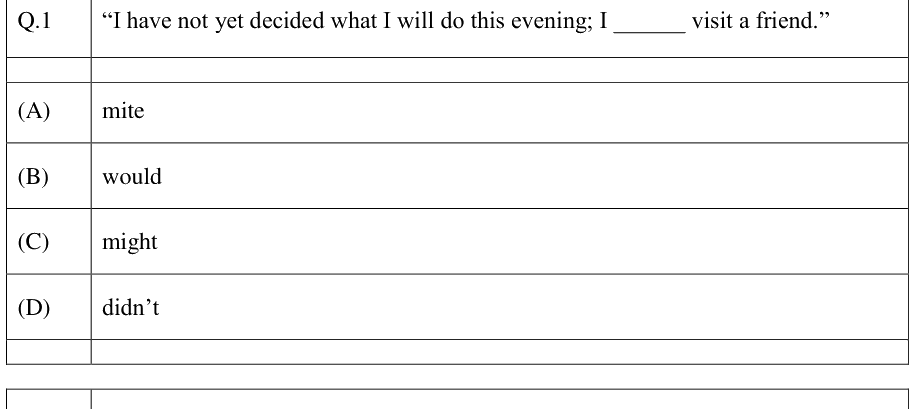 Q.1 “I have not yet decided what I will do this evening; I ______ visit a friend.”
(A) mite
(B) would
(C) might
(D) didn’t